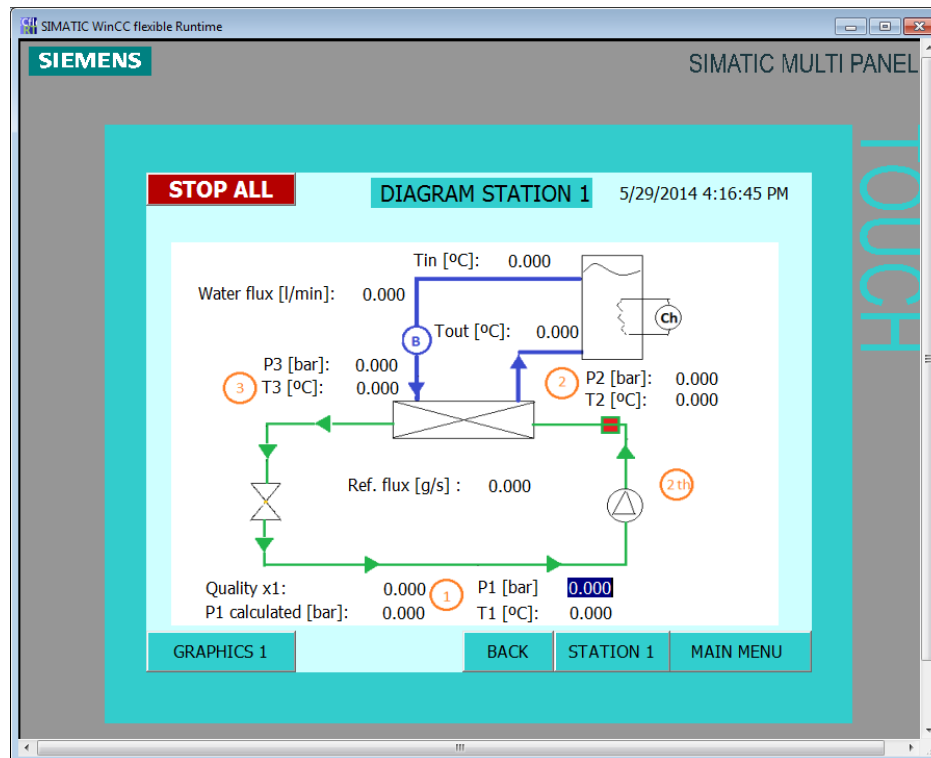 SIMATIC WinCC flexible Runtime
SIEMENS
SIMATIC MULTI PANEL
TOUCH
STOP ALL
DIAGRAM STATION 1
5/29/2014 4:16:45 PM
Tin [ºC]: 0.000
Water flux [l/min]: 0.000
Ch
B
Tout [ºC]: 0.000
P3 [bar]: 0.000
3
T3 [ºC]: 0.000
2
P2 [bar]: 0.000
T2 [ºC]: 0.000
Ref. flux [g/s] : 0.000
2 th
Quality x1: 0.000
1
P1 [bar] 0.000
P1 calculated [bar]: 0.000
T1 [ºC]: 0.000
GRAPHICS 1
BACK
STATION 1
MAIN MENU